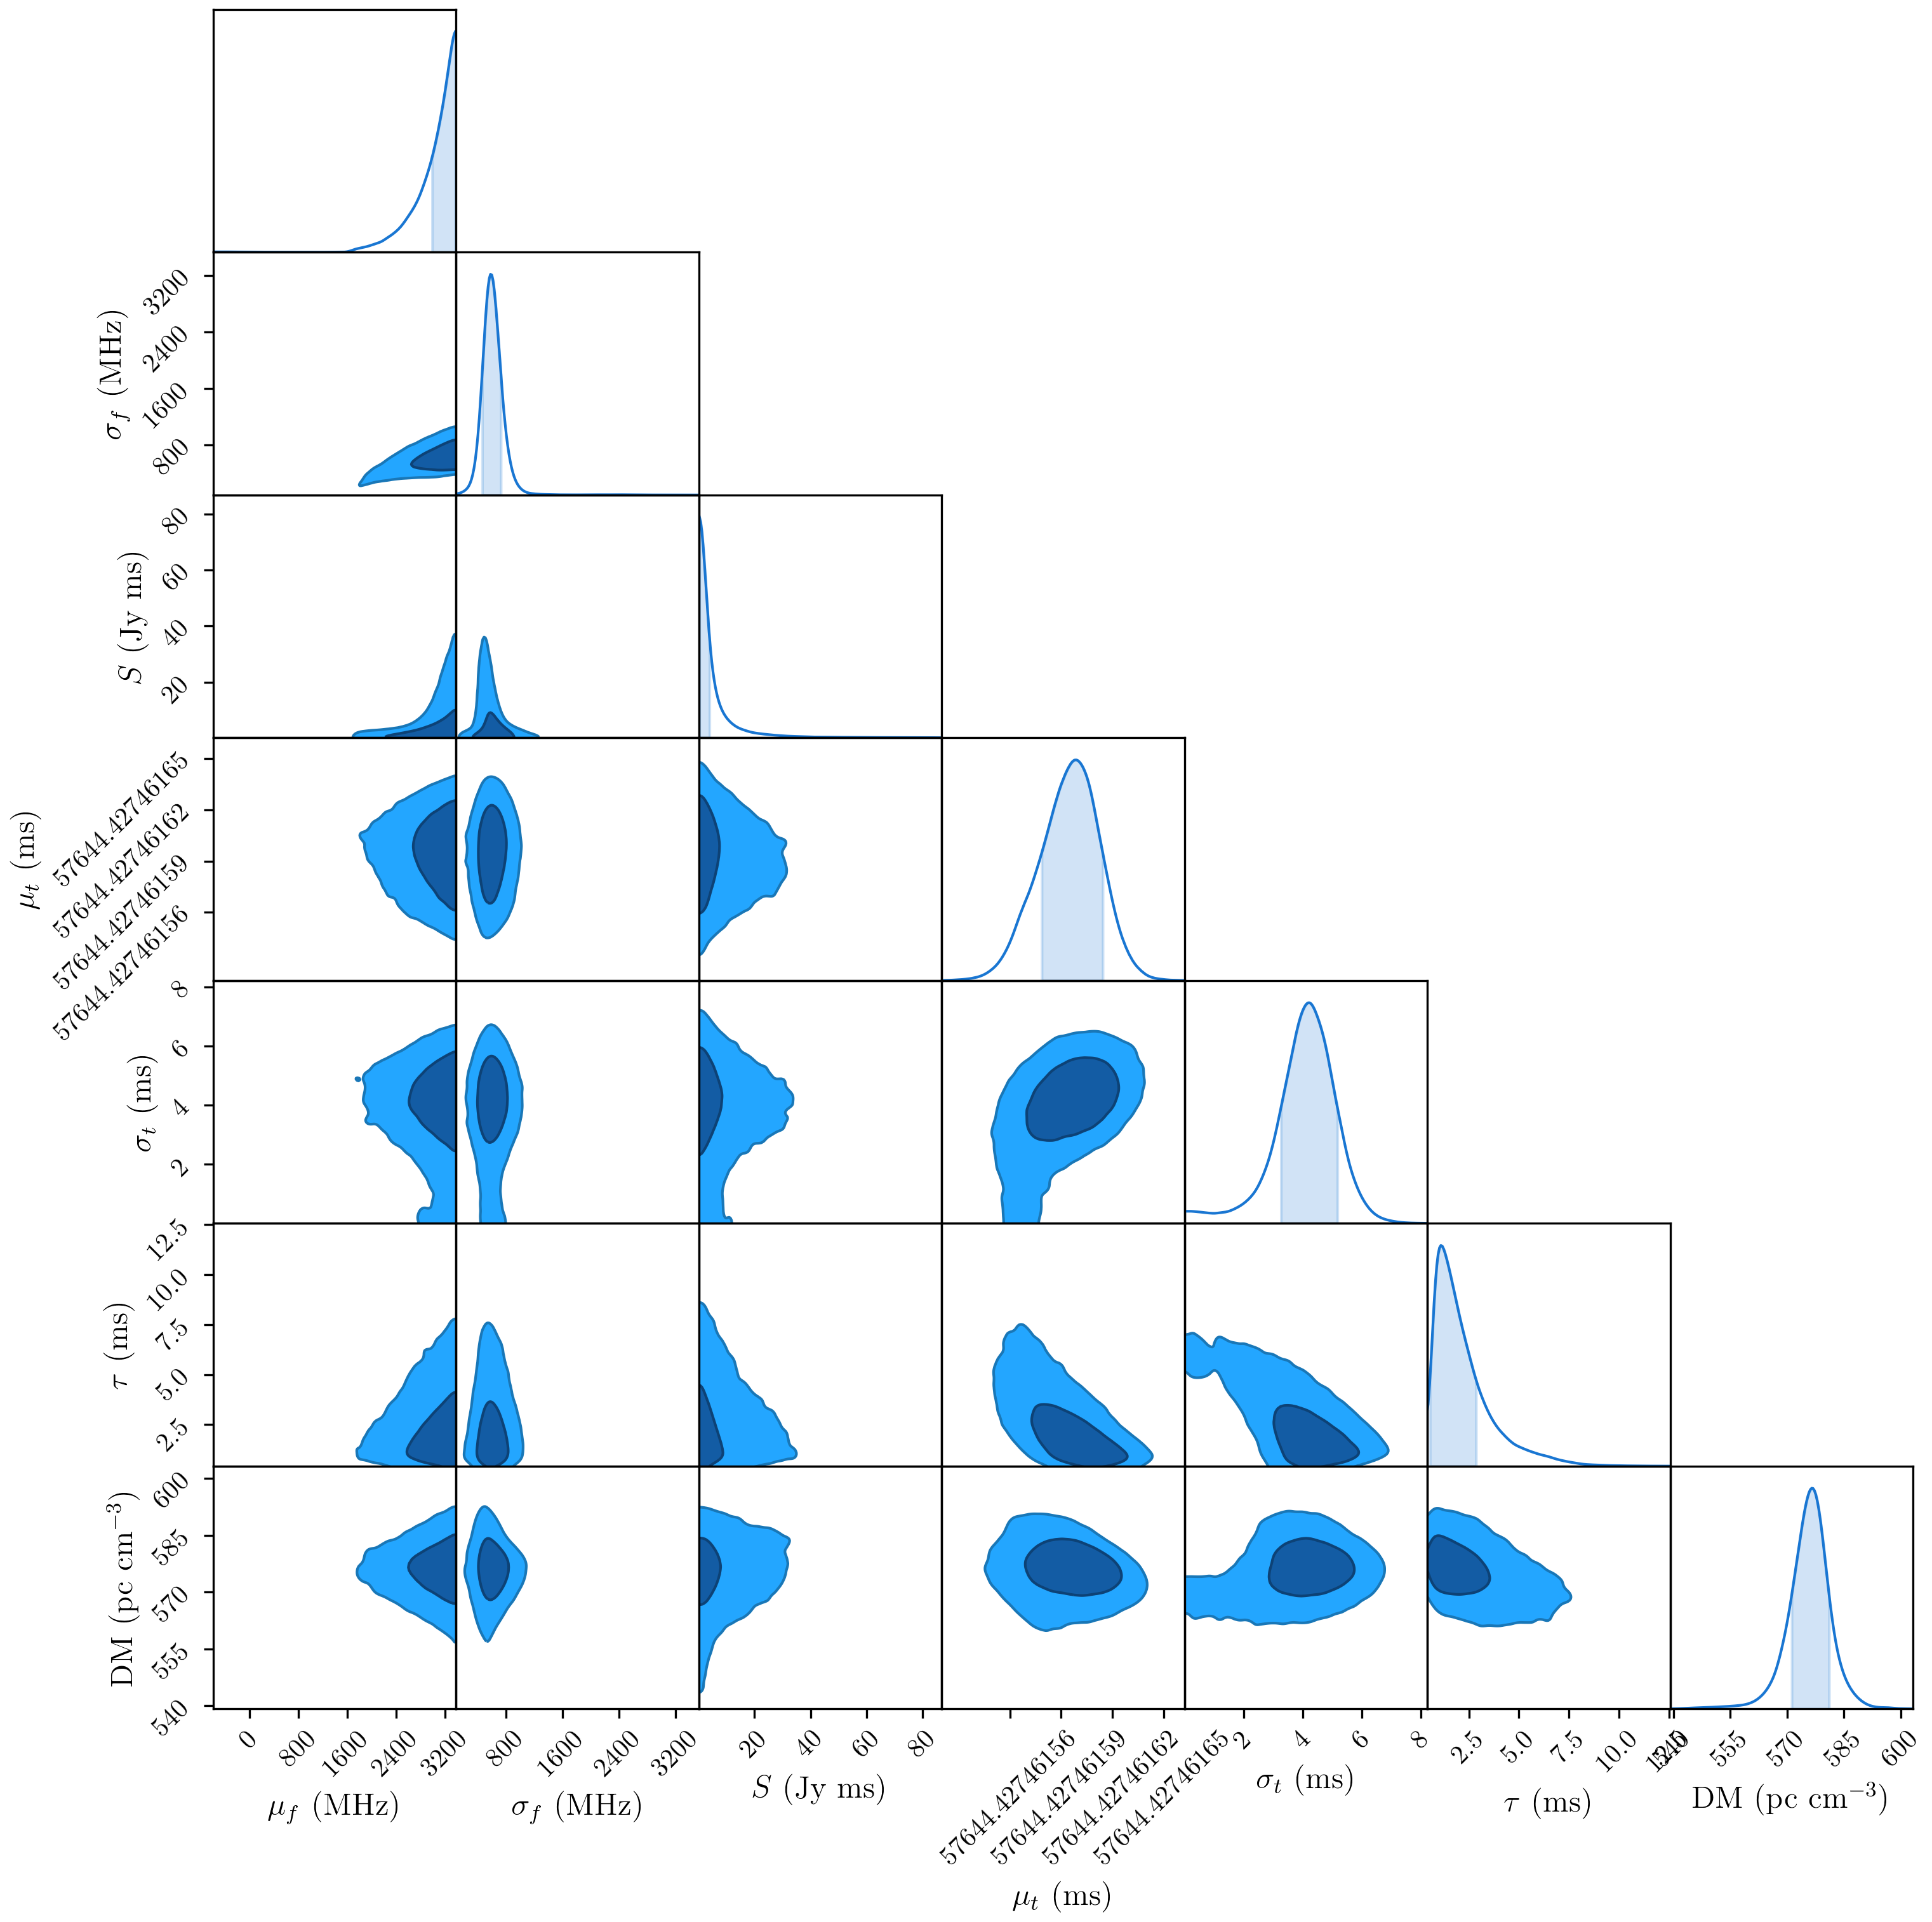 3200
2400
1600
800
σ_f (MHz)
80
60
40
20
S (Jy ms)
57644.42746165
57644.42746162
57644.42746159
57644.42746156
μ_t (ms)
8
6
4
2
σ_t (ms)
12.5
10.0
7.5
5.0
2.5
τ (ms)
600
585
570
555
540
DM (pc cm⁻³)
0 800 1600 2400 3200
μ_f (MHz)
800 1600 2400 3200
σ_f (MHz)
20 40 60 80
S (Jy ms)
57644.42746156 57644.42746159 57644.42746162 57644.42746165
μ_t (ms)
2 4 6 8
σ_t (ms)
2.5 5.0 7.5 10.0 12.5
τ (ms)
540 555 570 585 600
DM (pc cm⁻³)